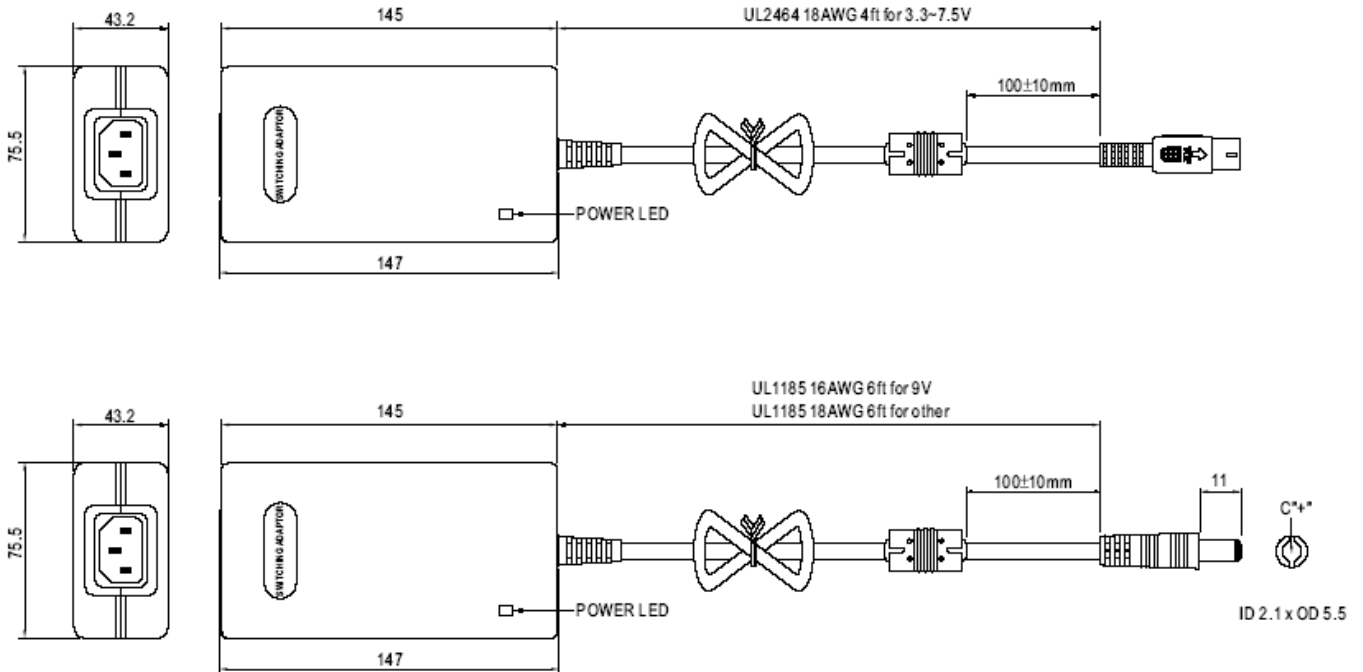 43.2
145
UL2464 18AWG 4ft for 3.3~7.5V
100±10mm
75.5
SWITCHING ADAPTOR
POWER LED
147
UL1185 16AWG 6ft for 9V
UL1185 18AWG 6ft for other
43.2
145
100±10mm
11
C"+"
75.5
SWITCHING ADAPTOR
POWER LED
ID 2.1 x OD 5.5
147